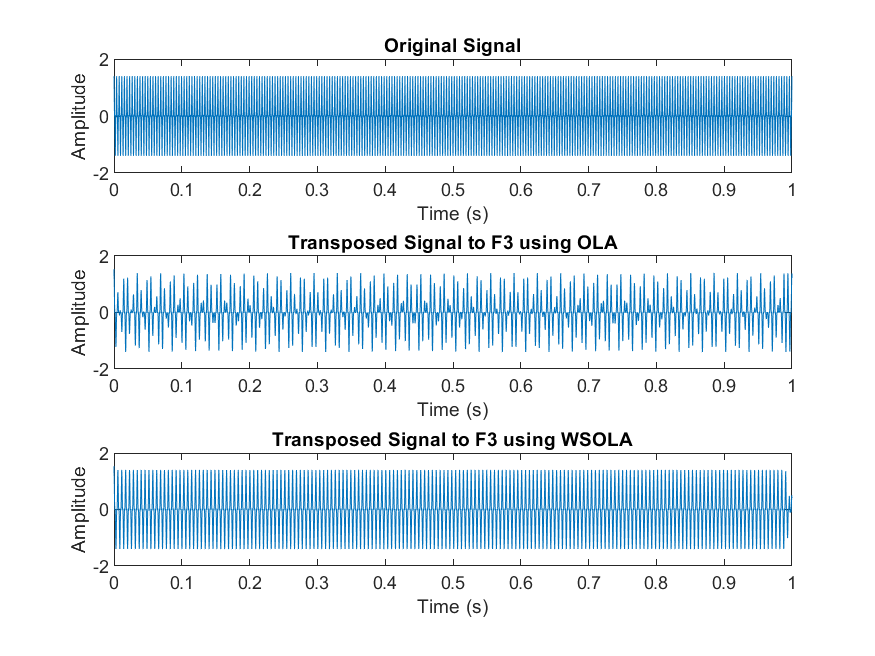 Original Signal
2
0
-2
Amplitude
0 0.1 0.2 0.3 0.4 0.5 0.6 0.7 0.8 0.9 1
Time (s)
Transposed Signal to F3 using OLA
2
0
-2
Amplitude
0 0.1 0.2 0.3 0.4 0.5 0.6 0.7 0.8 0.9 1
Time (s)
Transposed Signal to F3 using WSOLA
2
0
-2
Amplitude
0 0.1 0.2 0.3 0.4 0.5 0.6 0.7 0.8 0.9 1
Time (s)